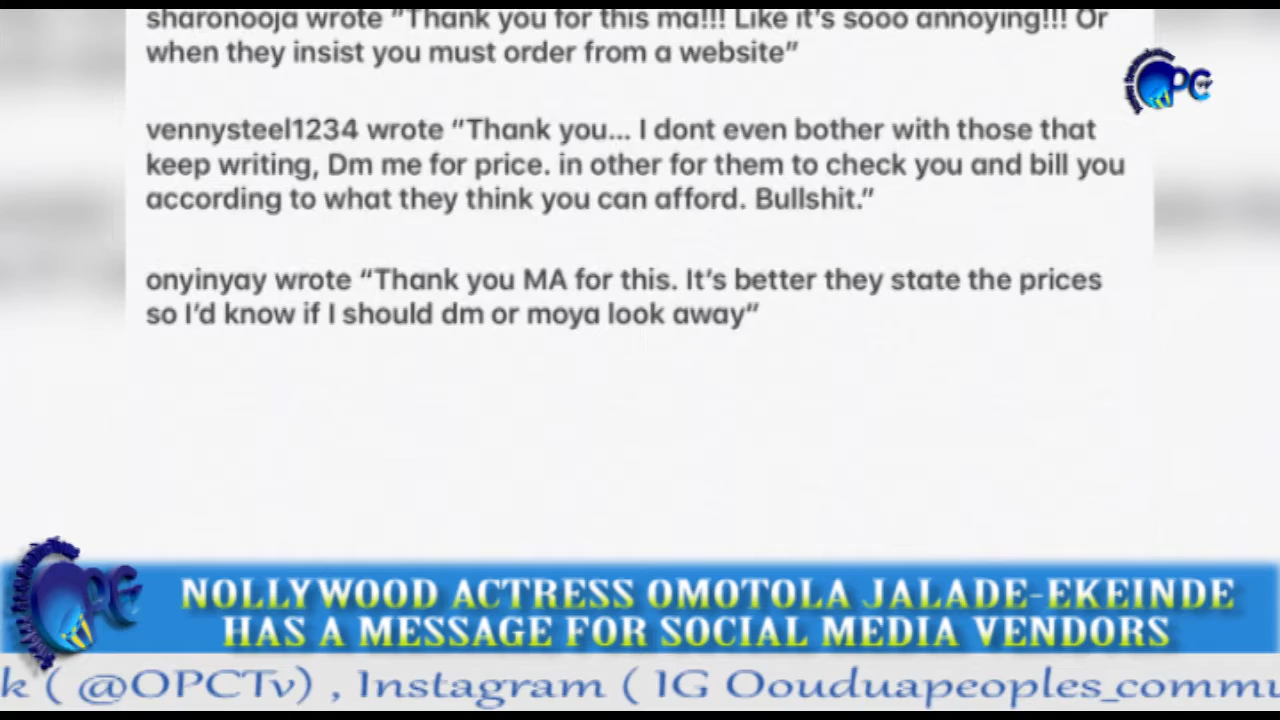 sharonooja wrote “Thank you for this ma!!! Like it’s sooo annoying!!! Or
when they insist you must order from a website”
PC
vennysteel1234 wrote “Thank you... I dont even bother with those that
keep writing, Dm me for price. in other for them to check you and bill you
according to what they think you can afford. Bullshit.”
onyinyay wrote “Thank you MA for this. It’s better they state the prices
so I’d know if I should dm or moya look away”
PC
NOLLYWOOD ACTRESS OMOTOLA JALADE-EKEINDE
HAS A MESSAGE FOR SOCIAL MEDIA VENDORS
k ( @OPCTv) , Instagram ( IG Oouduapeoples_commu